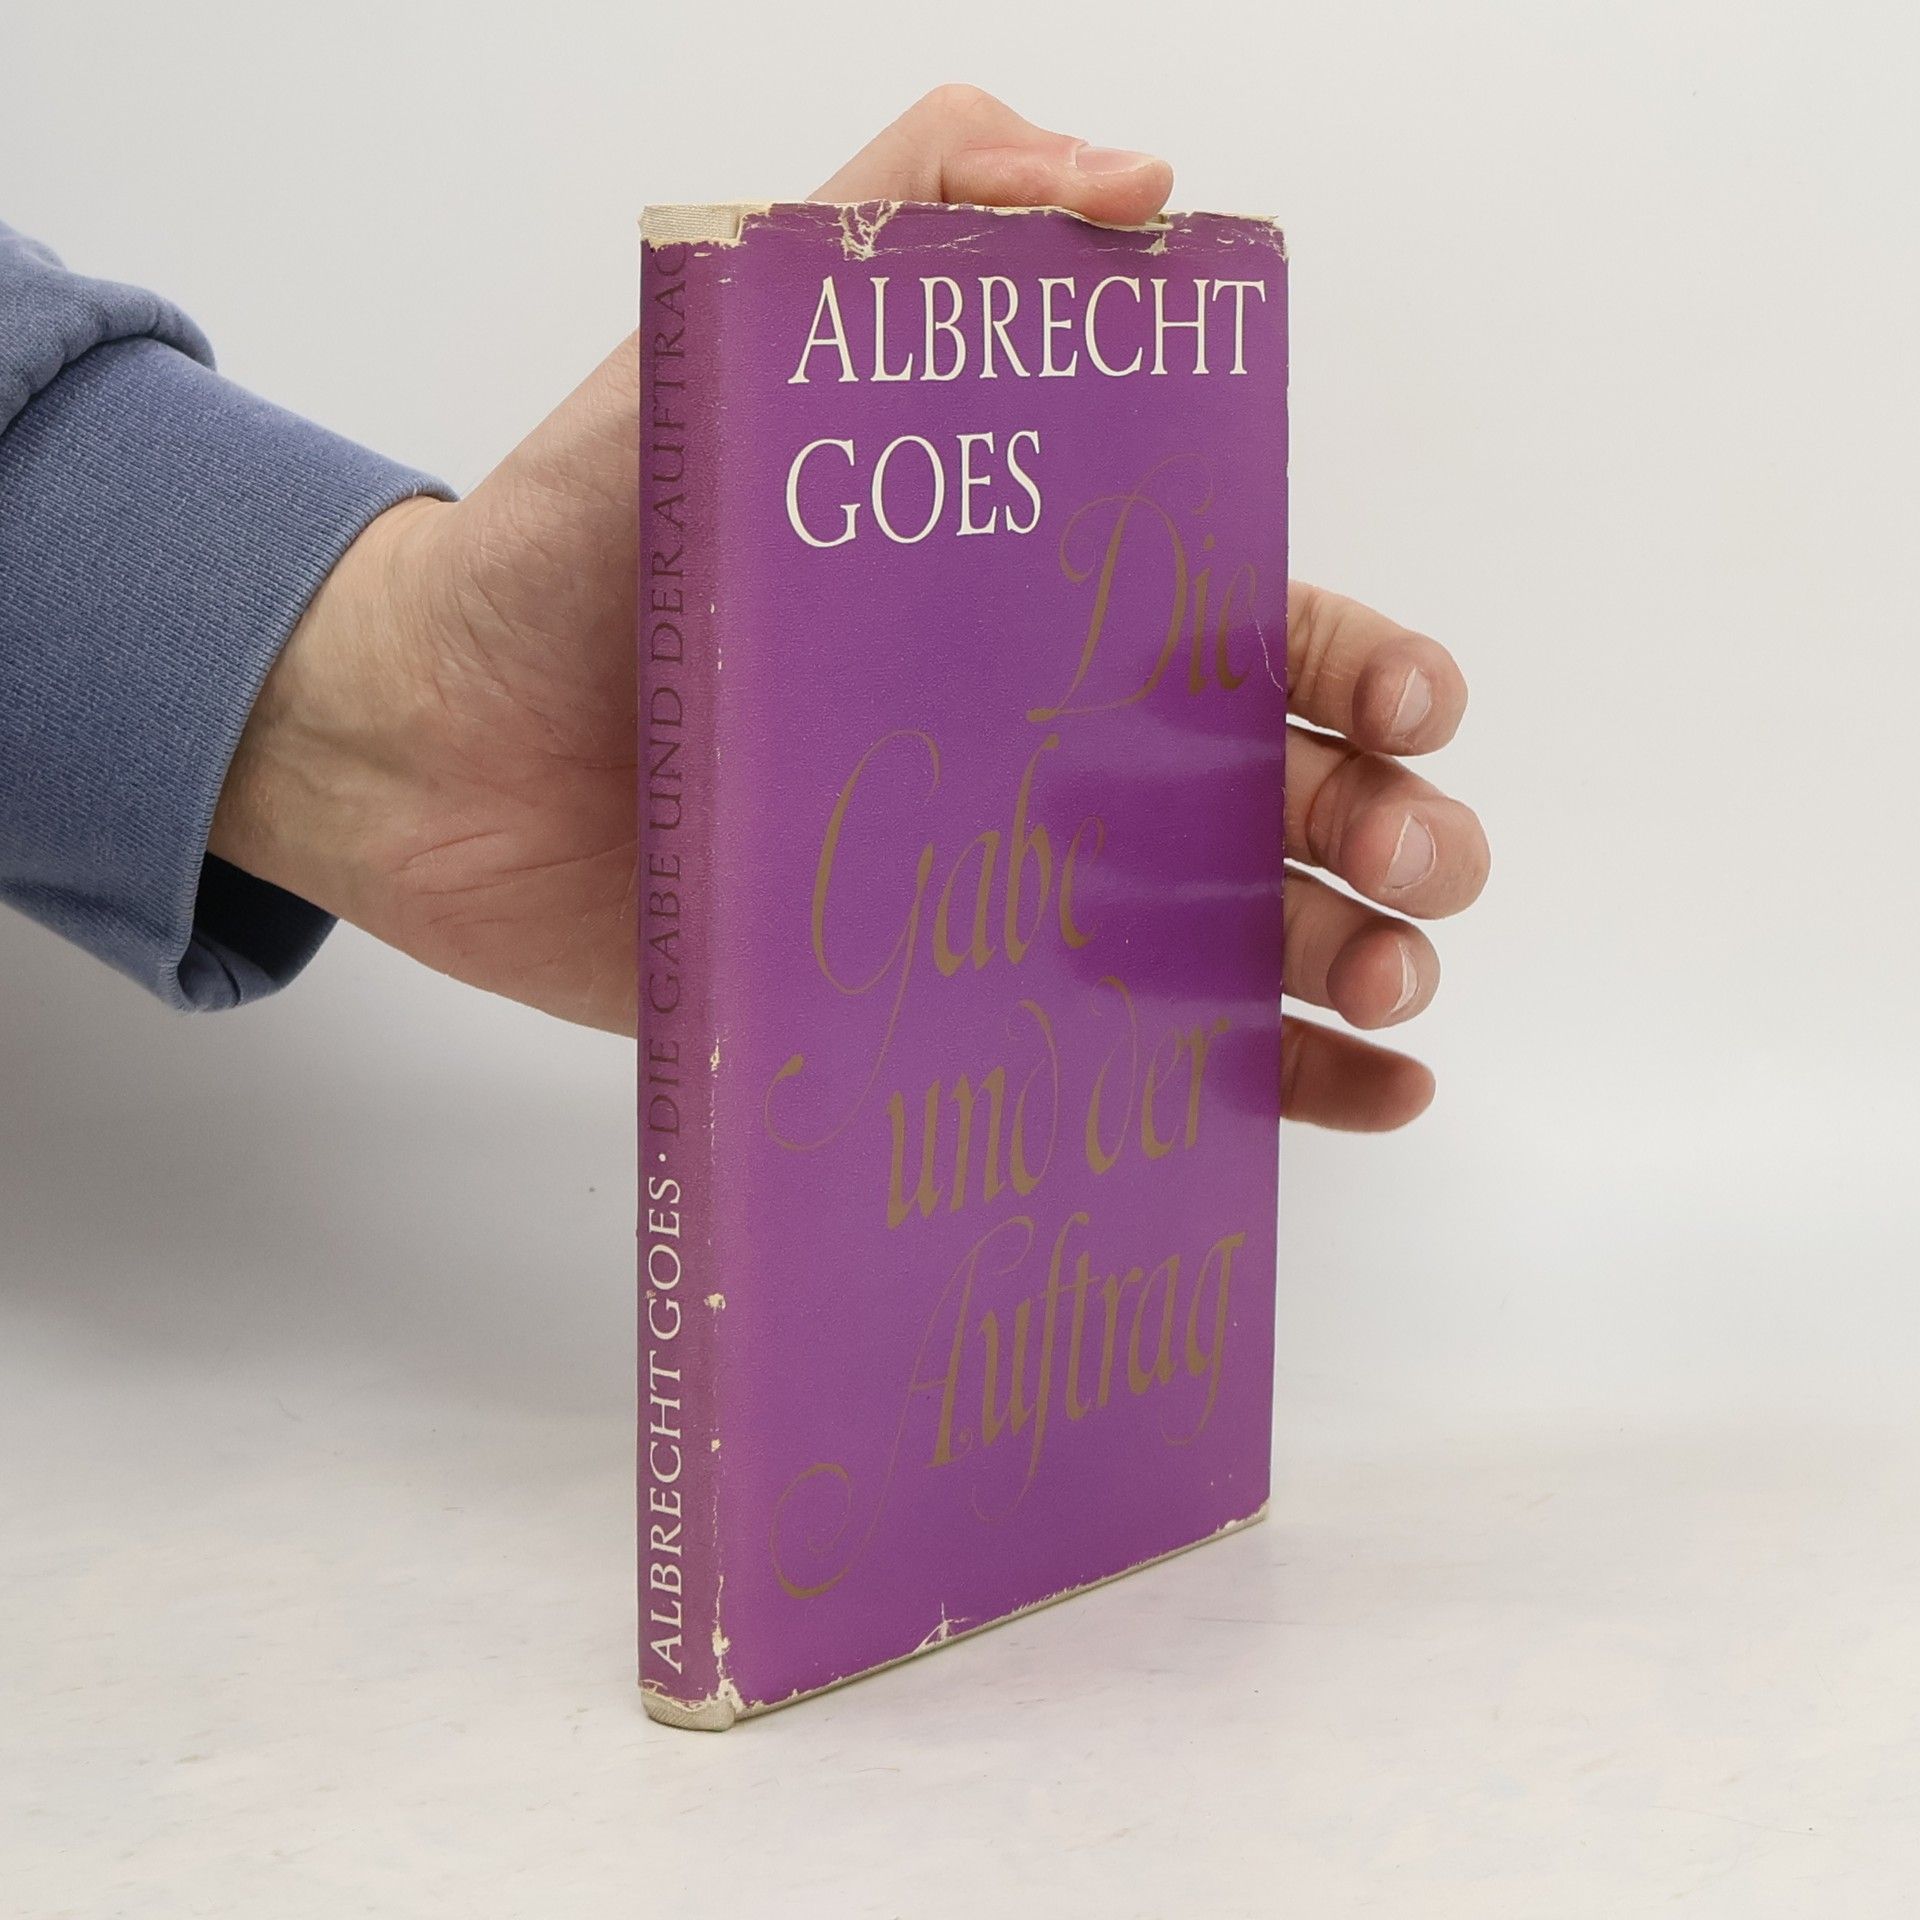 ALBRECHT
GOES
Die
Gabe
und der
Auftrag
ALBRECHT GOES · DIE GABE UND DER AUFTRAG